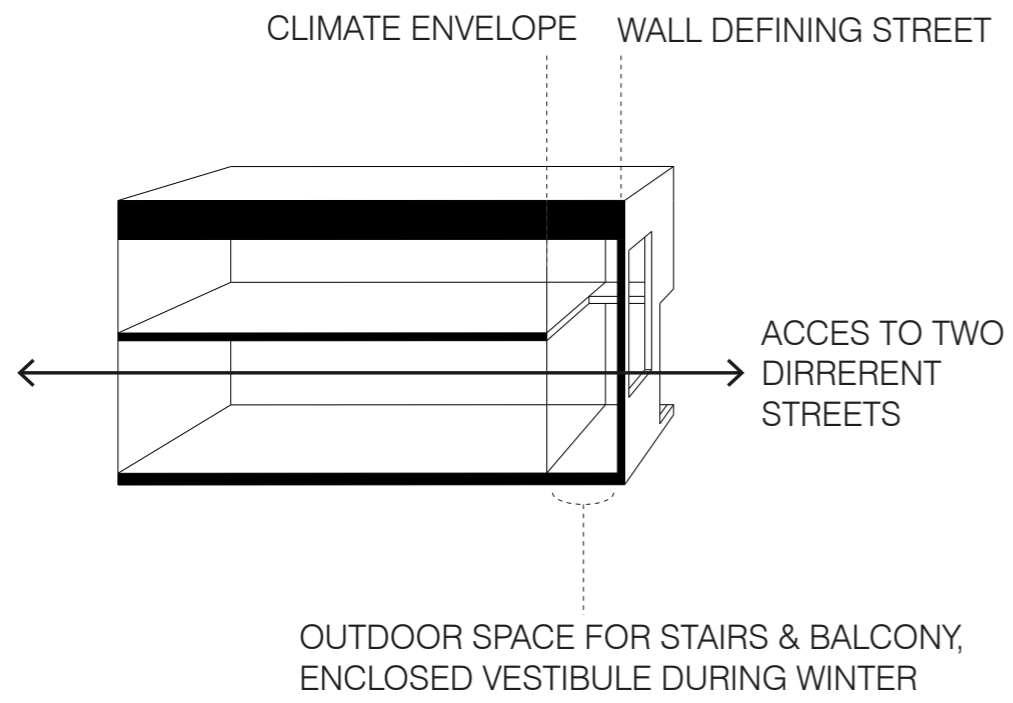 CLIMATE ENVELOPE
WALL DEFINING STREET
ACCES TO TWO
DIRRERENT
STREETS
OUTDOOR SPACE FOR STAIRS & BALCONY,
ENCLOSED VESTIBULE DURING WINTER